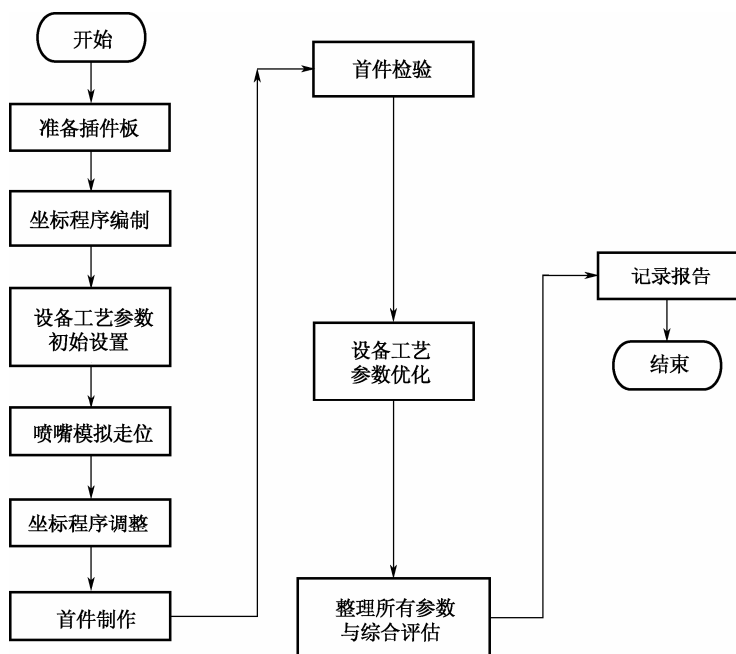 开始
准备插件板
坐标程序编制
设备工艺参数
初始设置
喷嘴模拟走位
坐标程序调整
首件制作
首件检验
设备工艺
参数优化
整理所有参数
与综合评估
记录报告
结束